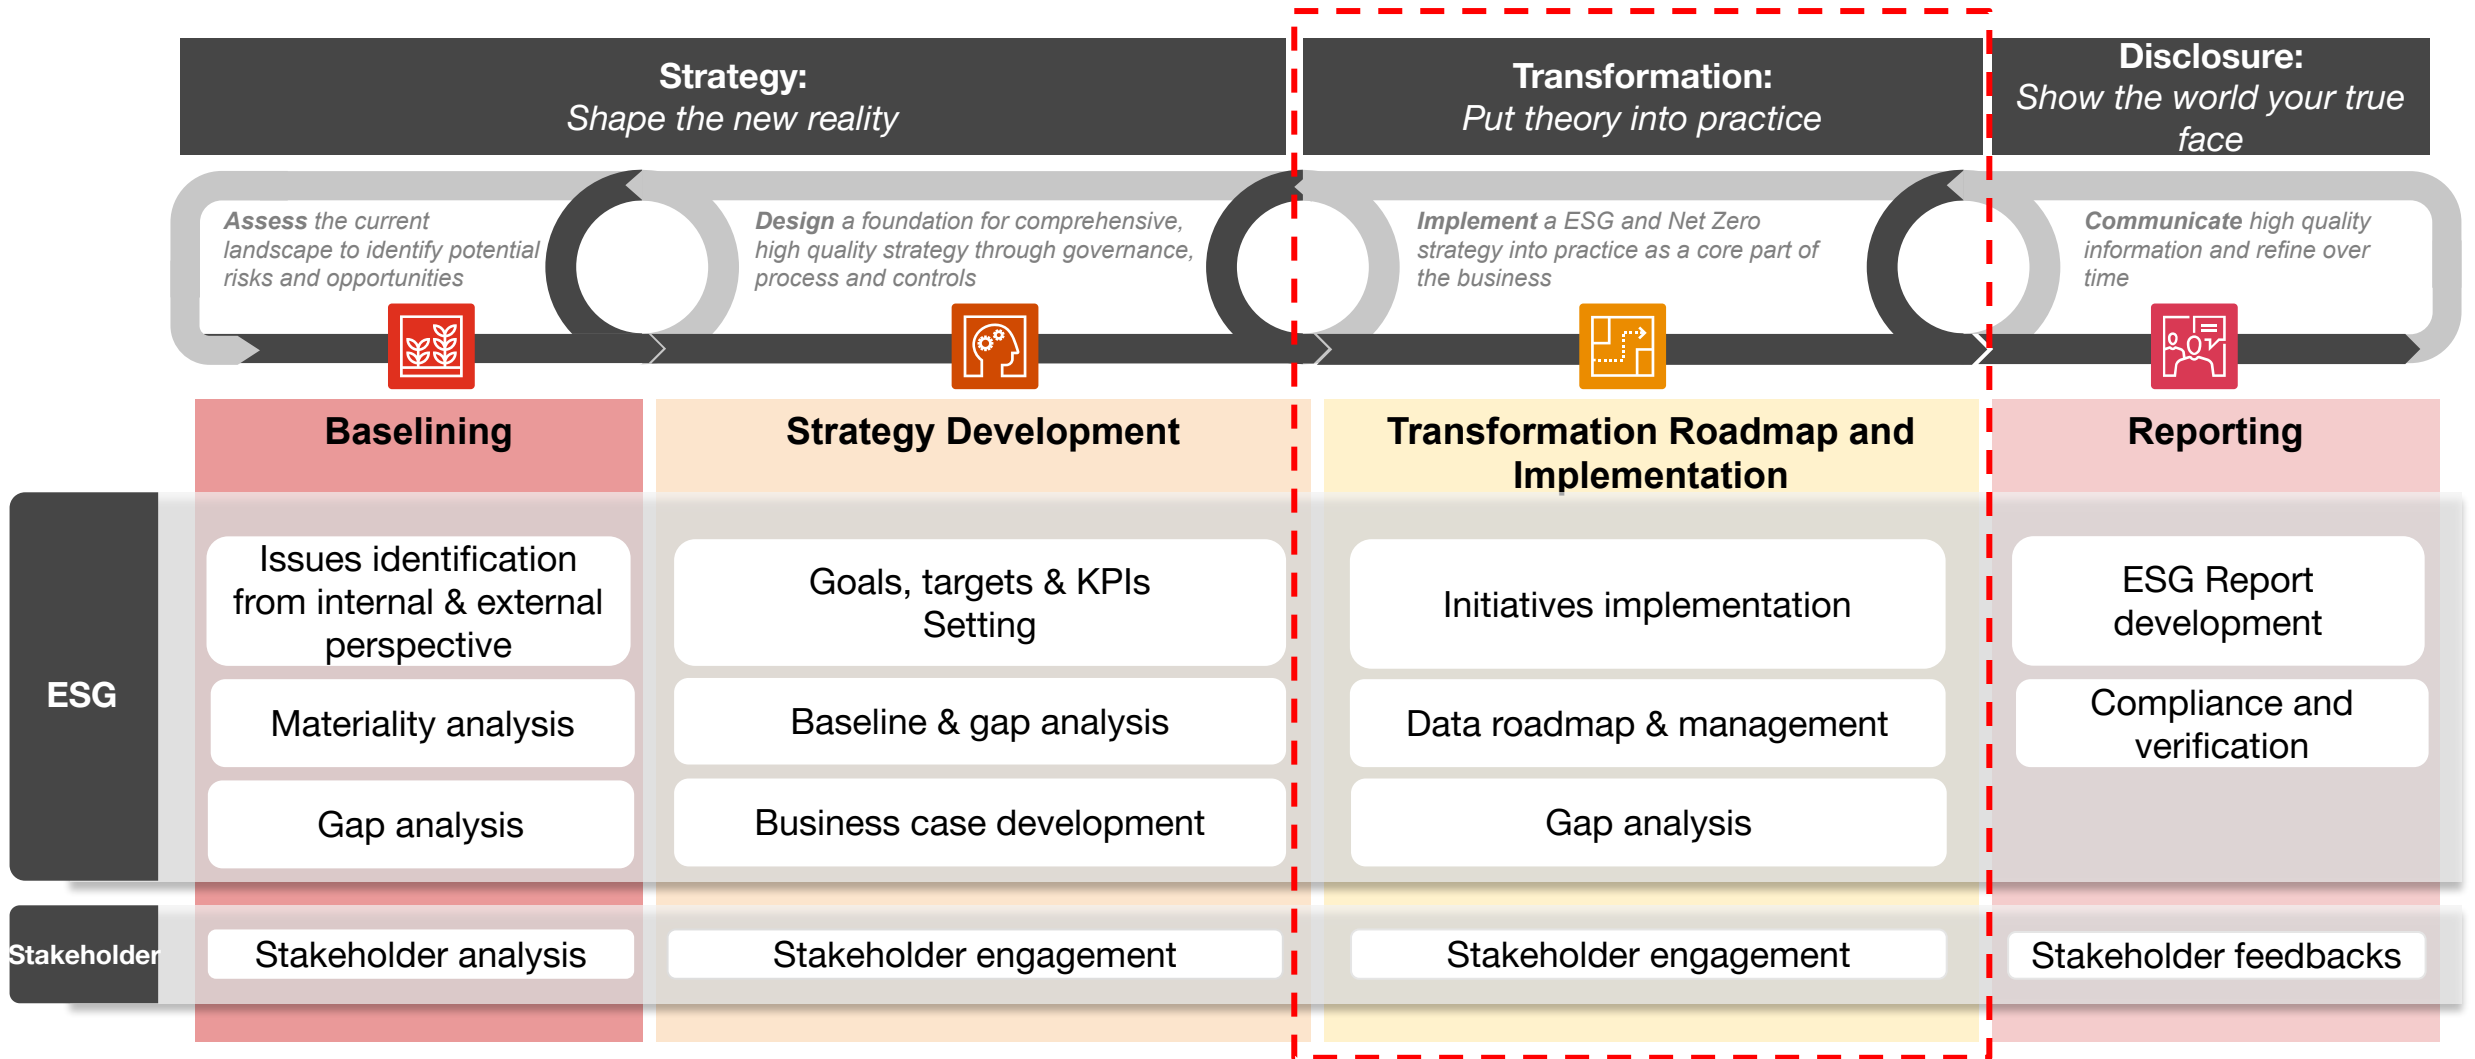 Strategy:
Shape the new reality
Transformation:
Put theory into practice
Disclosure:
Show the world your true
face
Assess the current
landscape to identify potential
risks and opportunities
Design a foundation for comprehensive,
high quality strategy through governance,
process and controls
Implement a ESG and Net Zero
strategy into practice as a core part of
the business
Communicate high quality
information and refine over
time
Baselining
Strategy Development
Transformation Roadmap and
Implementation
Reporting
ESG
Issues identification
from internal & external
perspective
Goals, targets & KPIs
Setting
Initiatives implementation
ESG Report
development
Materiality analysis
Baseline & gap analysis
Data roadmap & management
Compliance and
verification
Gap analysis
Business case development
Gap analysis
Stakeholder
Stakeholder analysis
Stakeholder engagement
Stakeholder engagement
Stakeholder feedbacks